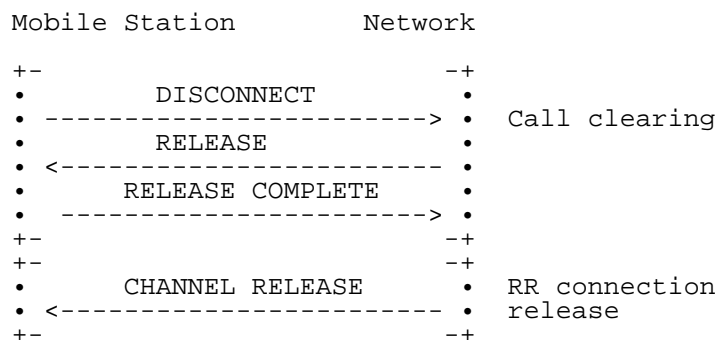 Mobile Station Network
+- -+
• DISCONNECT •
• ------------------------> • Call clearing
• RELEASE •
• <------------------------ •
• RELEASE COMPLETE •
• -----------------------> •
+- -+
+- -+
• CHANNEL RELEASE • RR connection
• <------------------------ • release
+- -+